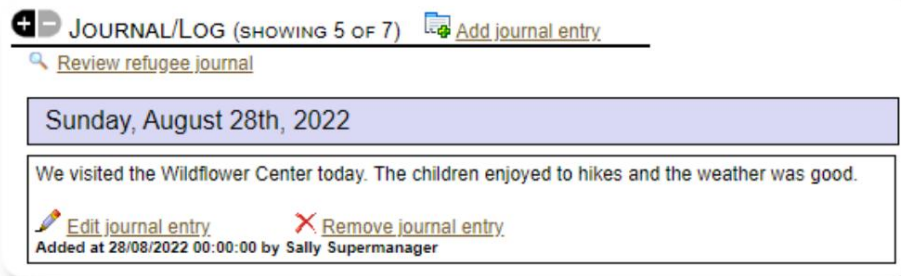 JOURNAL/LOG (SHOWING 5 OF 7) Add journal entry
Review refugee journal
Sunday, August 28th, 2022
We visited the Wildflower Center today. The children enjoyed to hikes and the weather was good.
Edit journal entry Remove journal entry
Added at 28/08/2022 00:00:00 by Sally Supermanager